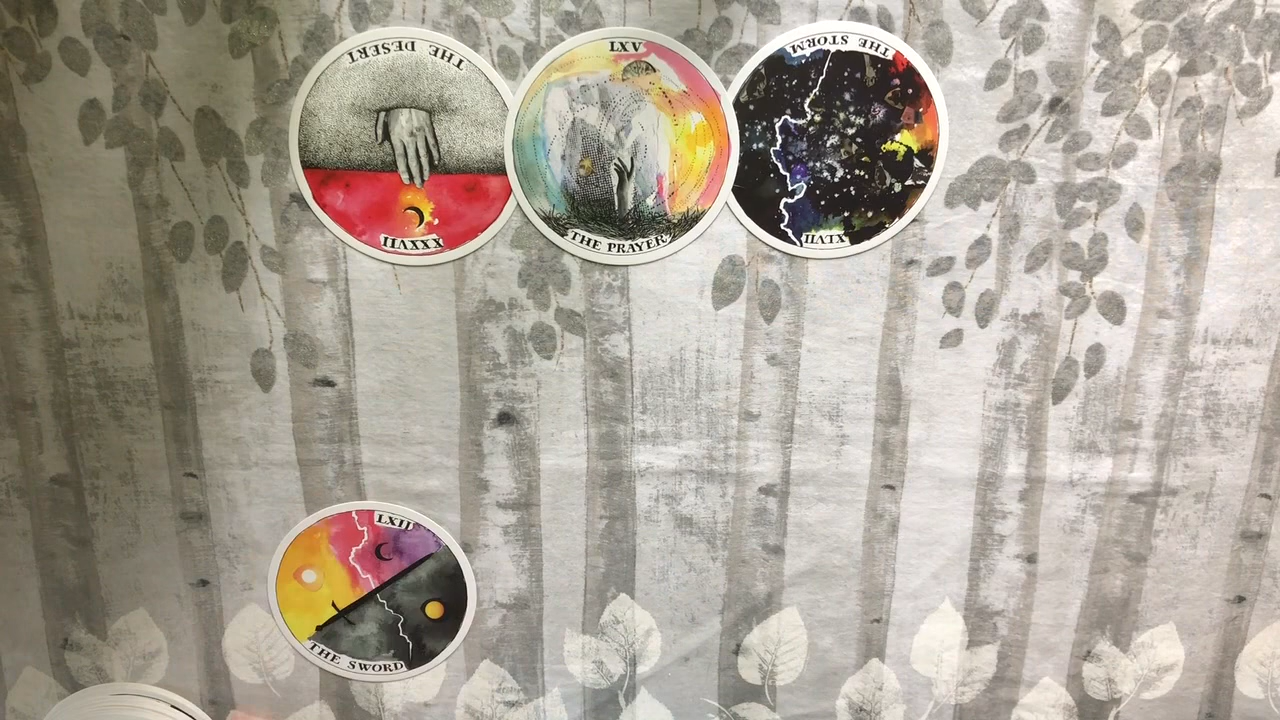 THE DESERT
XXXVII
LXV
THE PRAYER
THE STORM
XLVII
LXII
THE SWORD